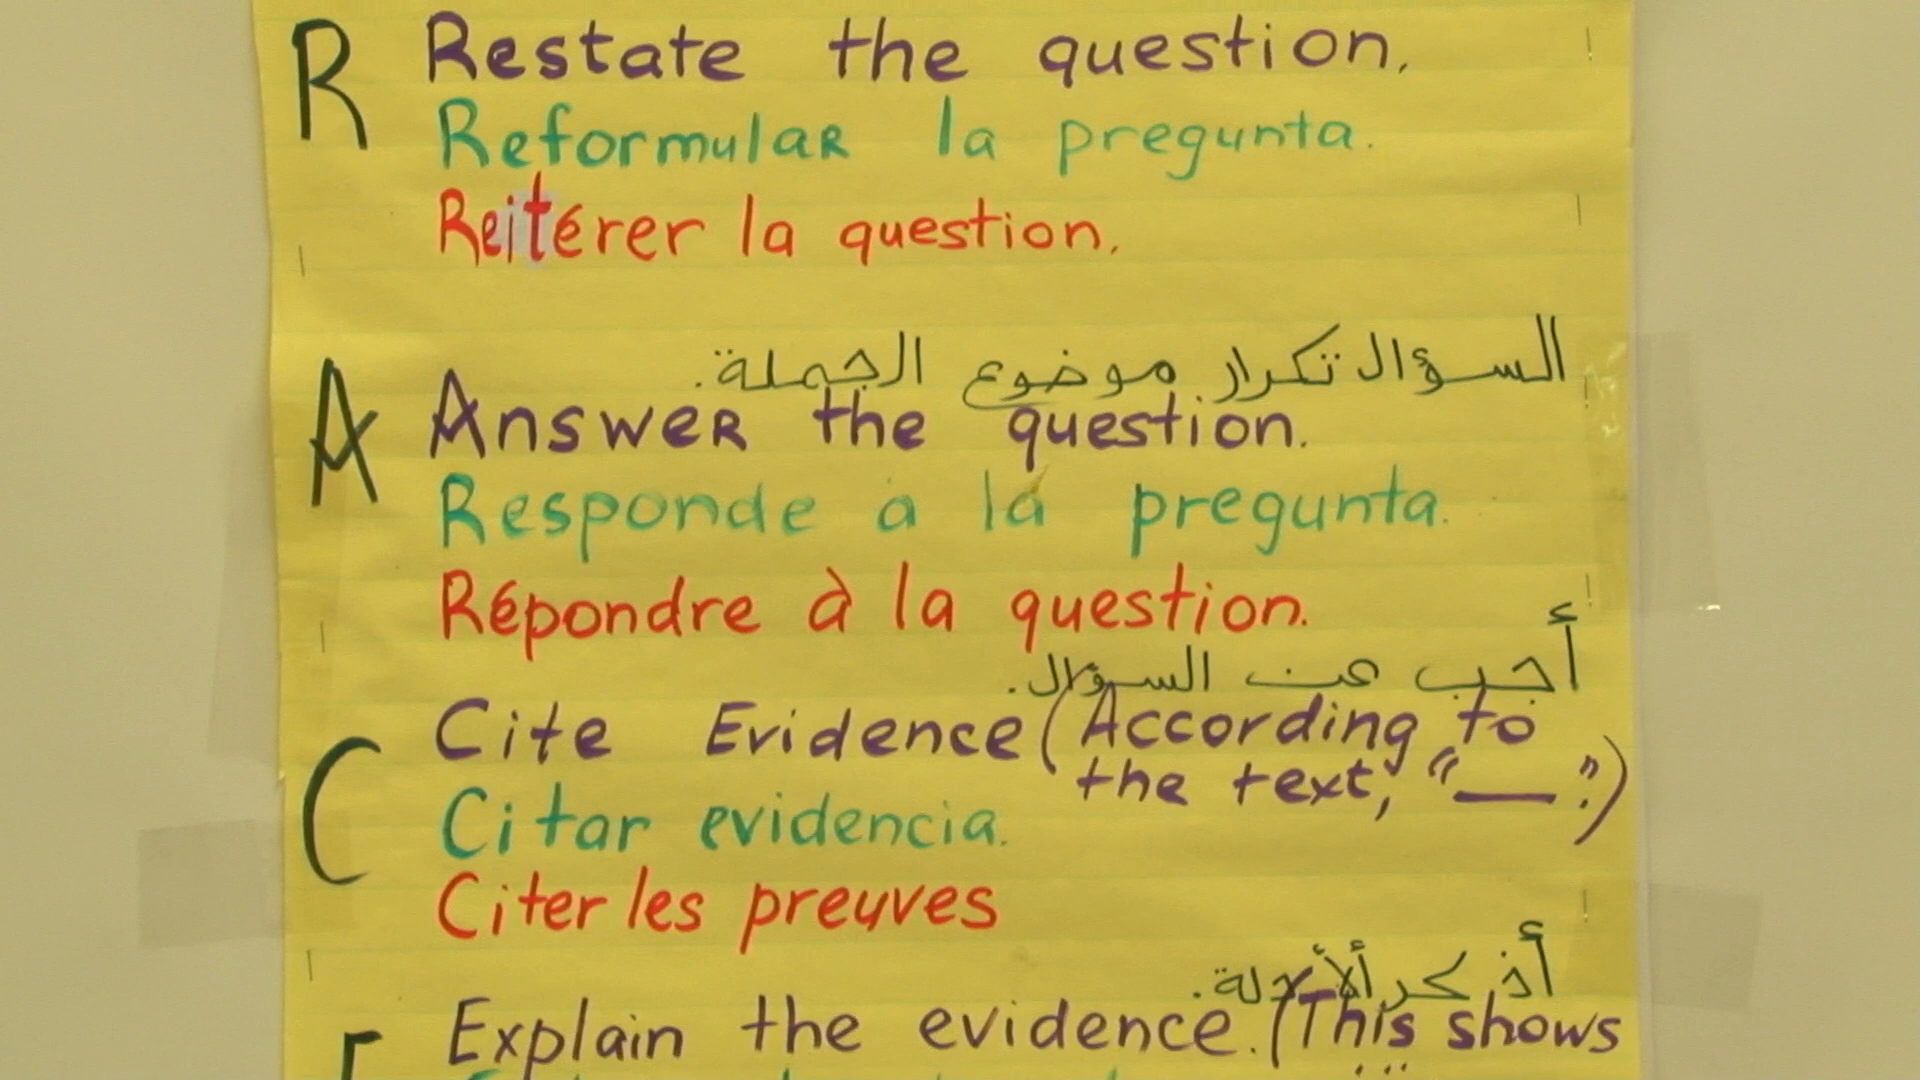 R Restate the question.
Reformular la pregunta.
Reitérer la question.
السؤال تكرار موضوع الجملة.
A Answer the question.
Responde a la pregunta.
Répondre à la question.
أجب عن السؤال.
C Cite Evidence (According to
the text, "__".)
Citar evidencia.
Citer les preuves
أذكر ألأدلة.
E Explain the evidence. (This shows